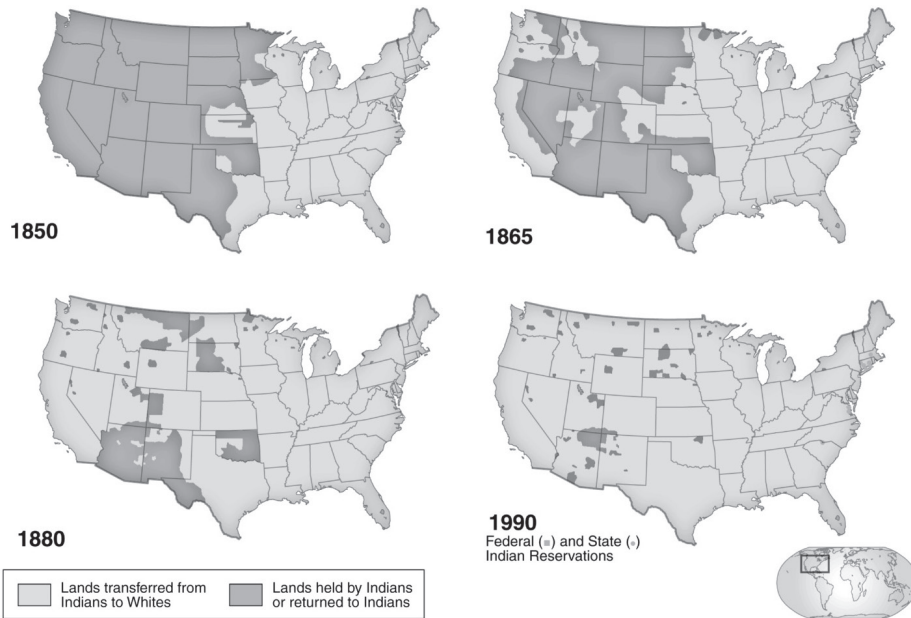 1850
1865
1880
1990
Federal (■) and State (●)
Indian Reservations
Lands transferred from
Indians to Whites
Lands held by Indians
or returned to Indians